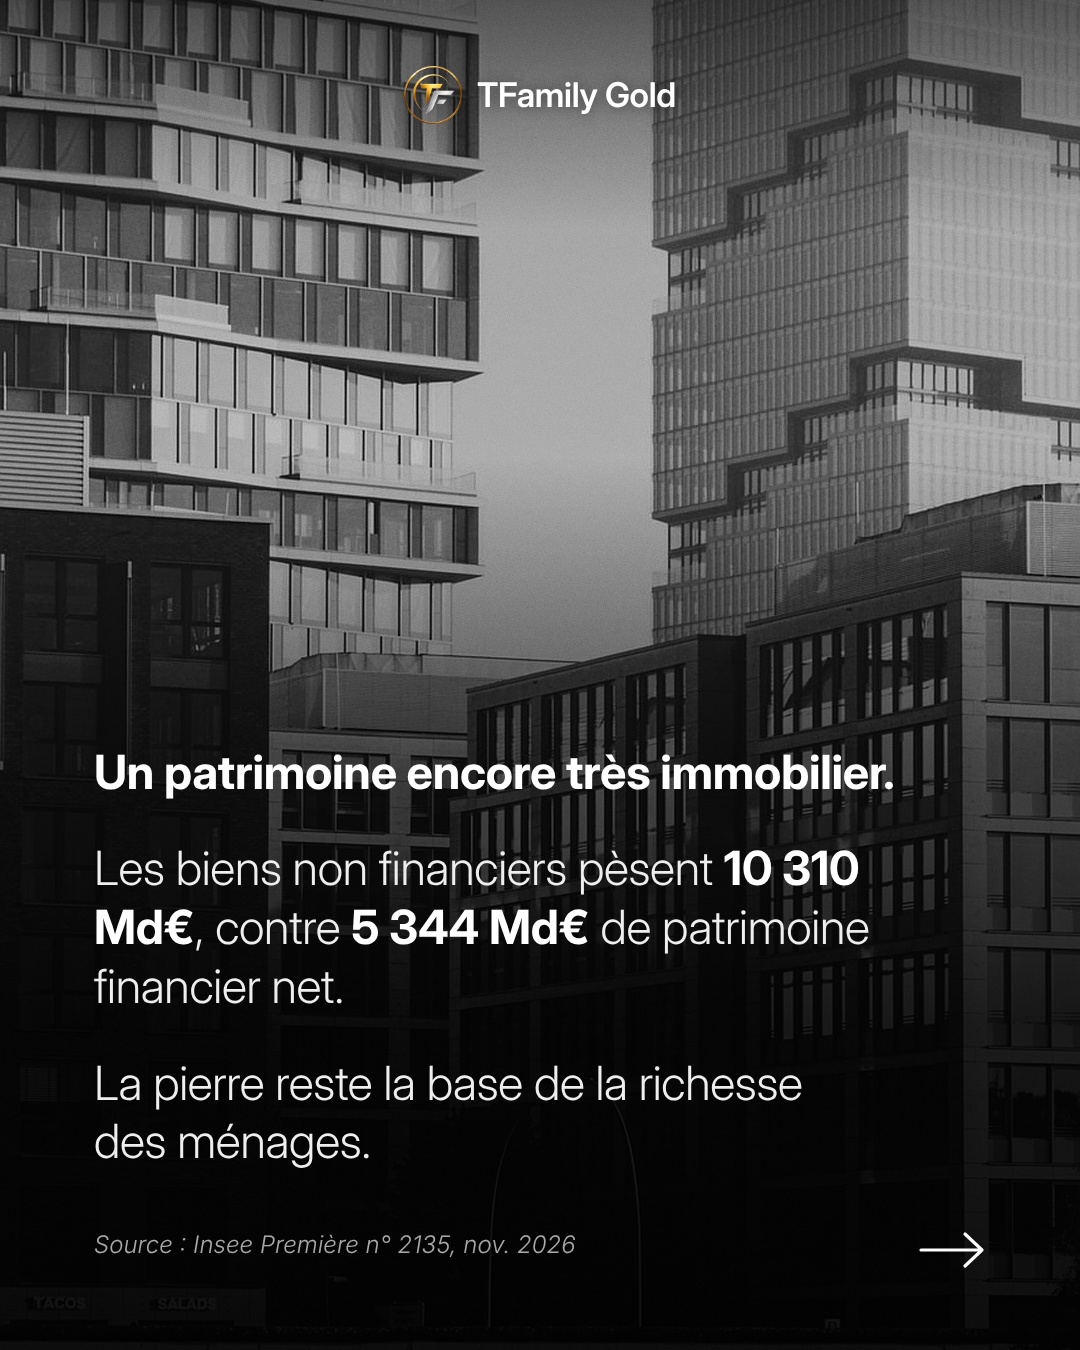 TFamily Gold
Un patrimoine encore très immobilier.
Les biens non financiers pèsent 10 310
Md€, contre 5 344 Md€ de patrimoine
financier net.
La pierre reste la base de la richesse
des ménages.
Source : Insee Première n° 2135, nov. 2026
TACOS
SALADS